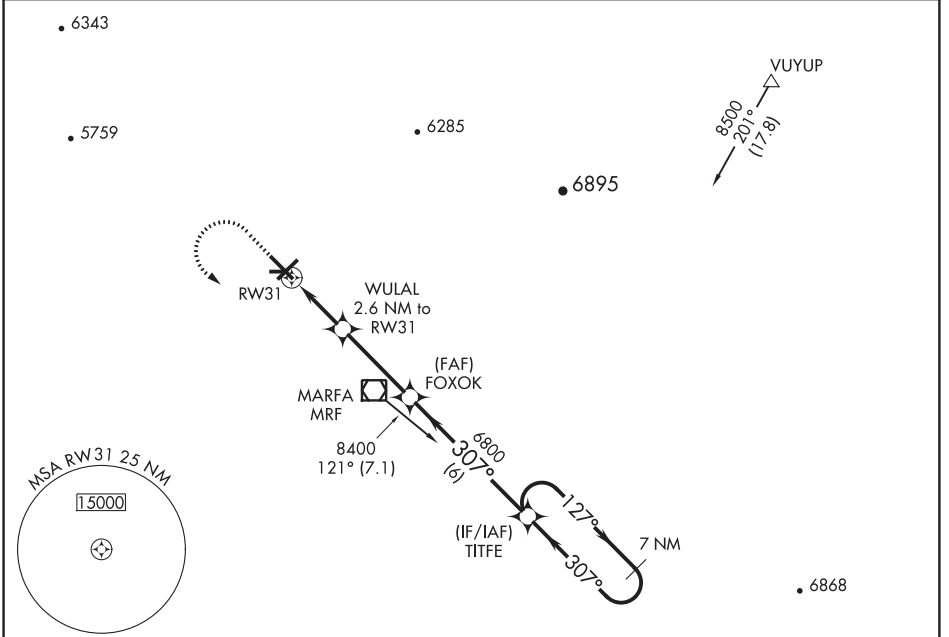 6343
VUYUP
5759
6285
8500
201°
(17.8)
6895
RW31
WULAL
2.6 NM to
RW31
(FAF)
FOXOK
MARFA
MRF
8400
121° (7.1)
6800
307°
(6)
MSA RW31 25 NM
15000
127°
(IF/IAF)
TITFE
7 NM
307°
6868